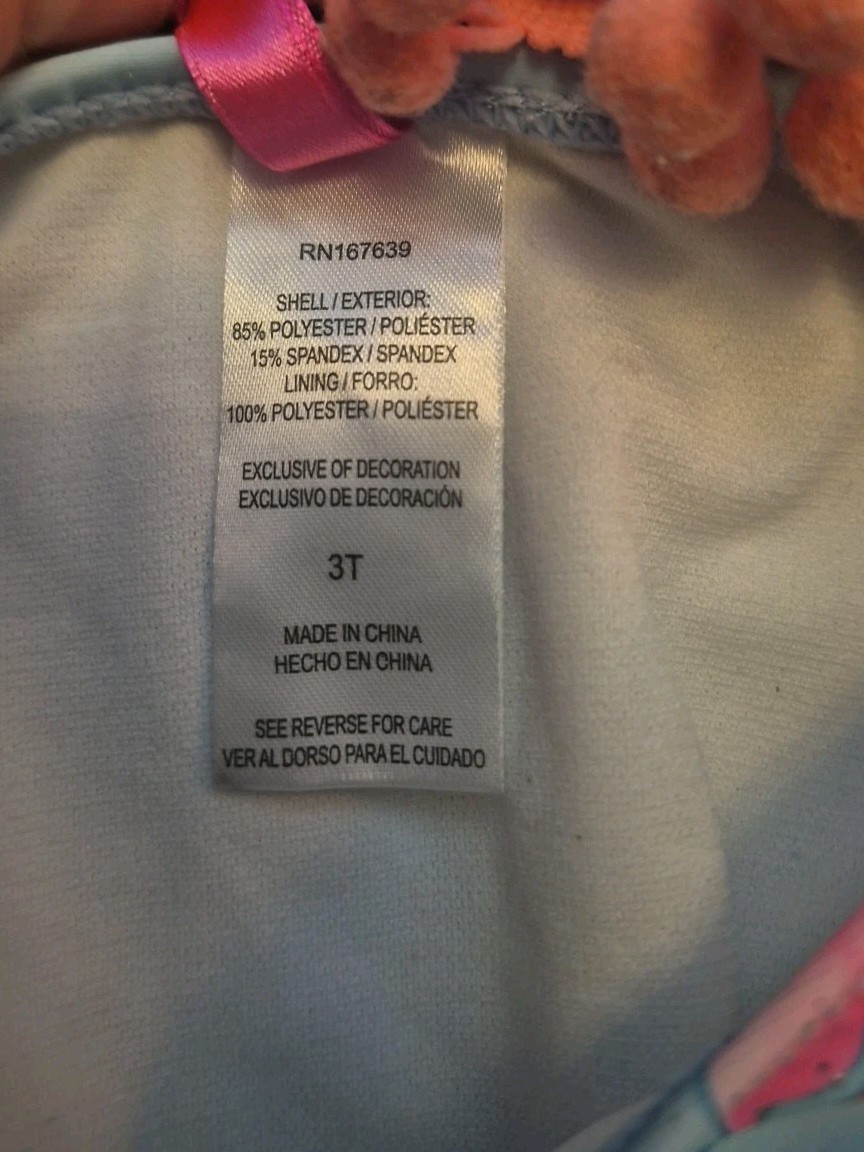 RN167639
SHELL / EXTERIOR:
85% POLYESTER / POLIÉSTER
15% SPANDEX / SPANDEX
LINING / FORRO:
100% POLYESTER / POLIÉSTER
EXCLUSIVE OF DECORATION
EXCLUSIVO DE DECORACIÓN
3T
MADE IN CHINA
HECHO EN CHINA
SEE REVERSE FOR CARE
VER AL DORSO PARA EL CUIDADO